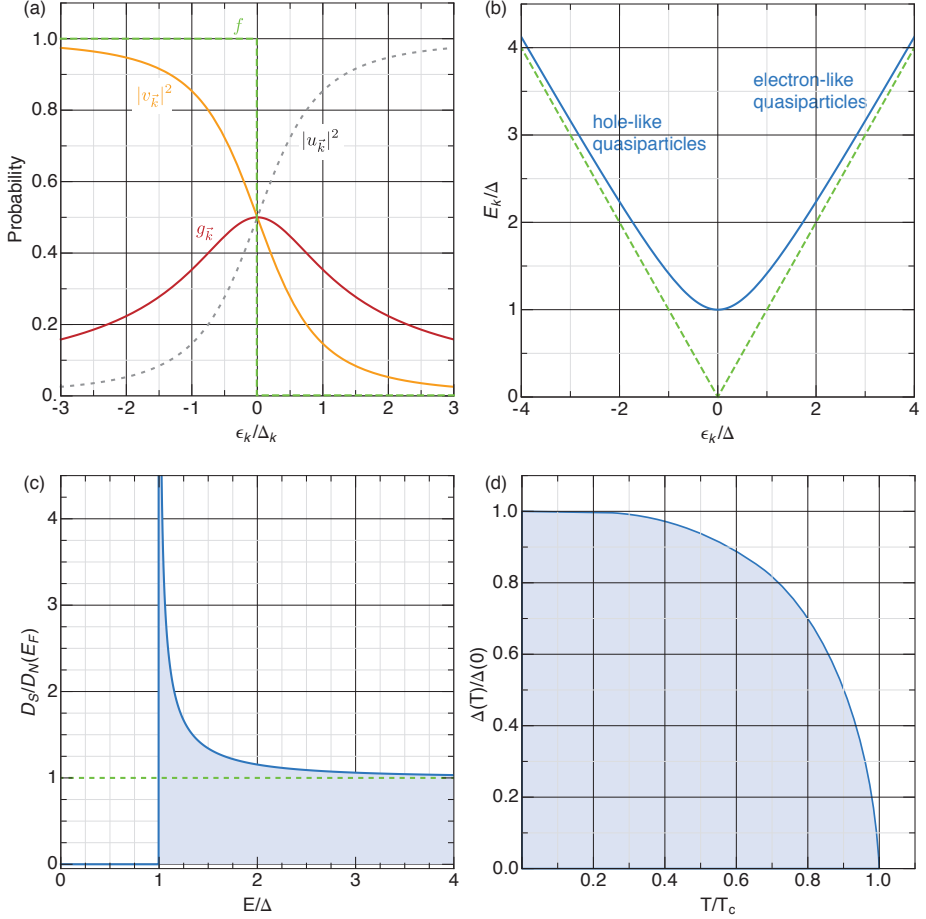 (a)
f
1.0
0.8
0.6
0.4
0.2
0.
|v_k⃗|²
|u_k⃗|²
g_k⃗
Probability
-3
-2
-1
0
1
2
3
ϵ_k/Δ_k
(b)
electron-like
quasiparticles
hole-like
quasiparticles
4
3
2
1
0
E_k/Δ
-4
-2
0
2
4
ϵ_k/Δ
(c)
4
3
2
1
0
D_S/D_N(E_F)
0
1
2
3
4
E/Δ
(d)
1.0
0.8
0.6
0.4
0.2
0.0
Δ(T)/Δ(0)
0.2
0.4
0.6
0.8
1.0
T/T_c